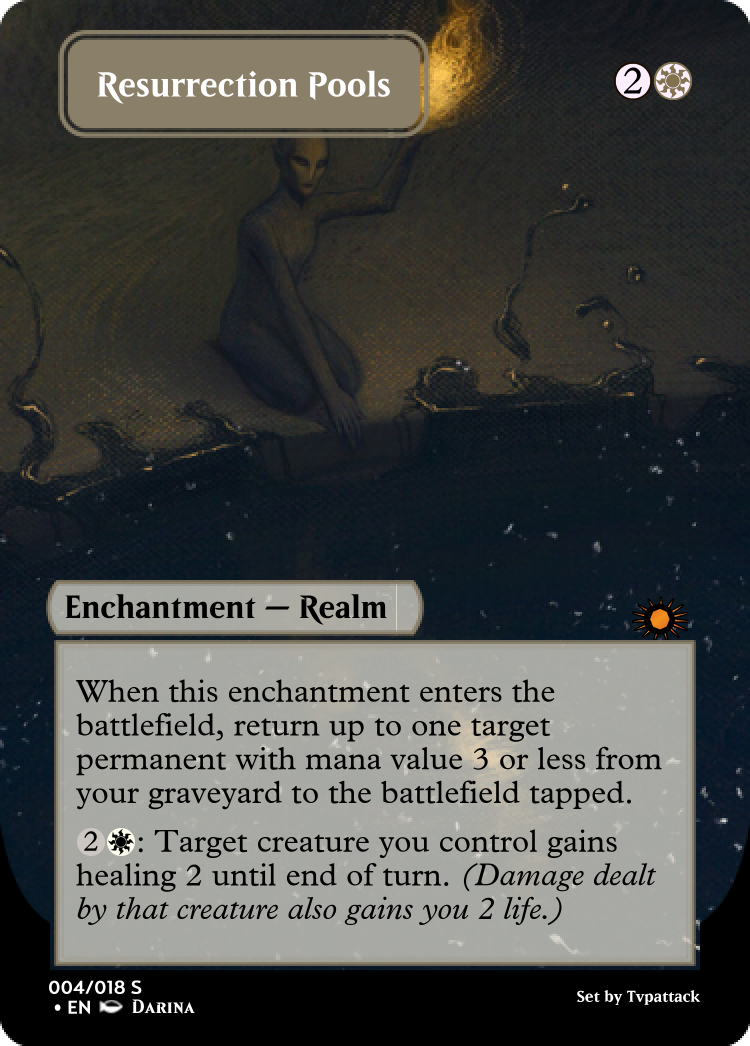 Resurrection Pools
2
Enchantment — Realm
When this enchantment enters the
battlefield, return up to one target
permanent with mana value 3 or less from
your graveyard to the battlefield tapped.
2: Target creature you control gains
healing 2 until end of turn. (Damage dealt
by that creature also gains you 2 life.)
004/018 S
• EN Darina
Set by Tvpattack